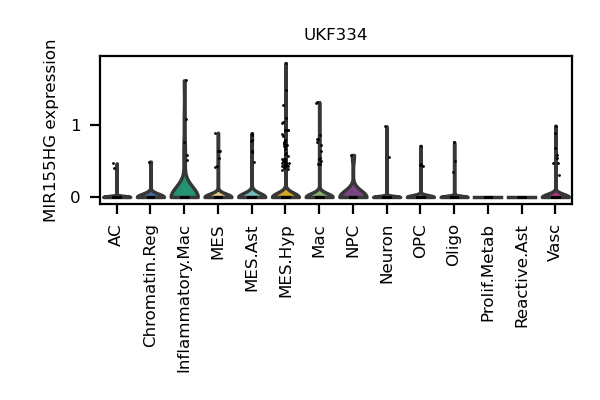 UKF334
MIR155HG expression
1
0
AC
Chromatin.Reg
Inflammatory.Mac
MES
MES.Ast
MES.Hyp
Mac
NPC
Neuron
OPC
Oligo
Prolif.Metab
Reactive.Ast
Vasc